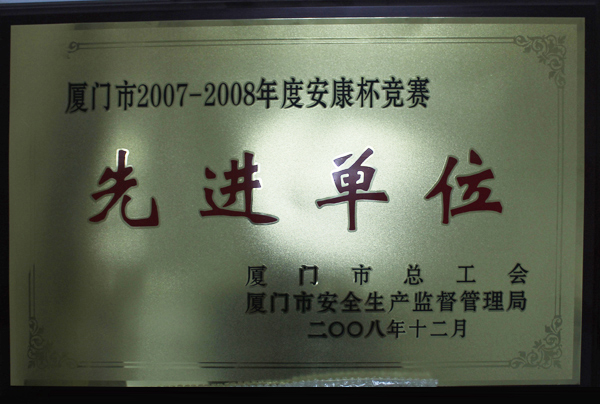 厦门市2007-2008年度安康杯竞赛
先进单位
厦门市总工会
厦门市安全生产监督管理局
二〇〇八年十二月